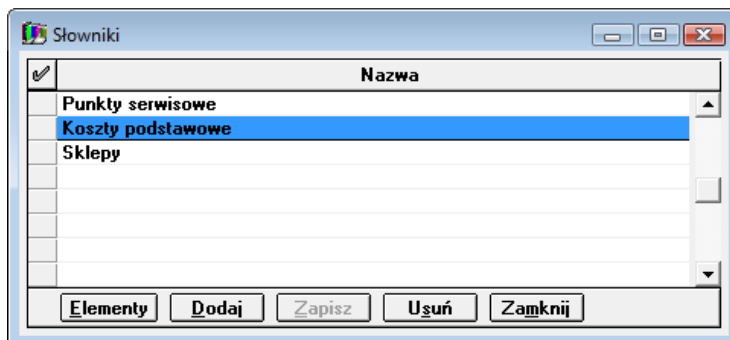 Słowniki
Nazwa
Punkty serwisowe
Koszty podstawowe
Sklepy
Elementy Dodaj Zapisz Usuń Zamknij